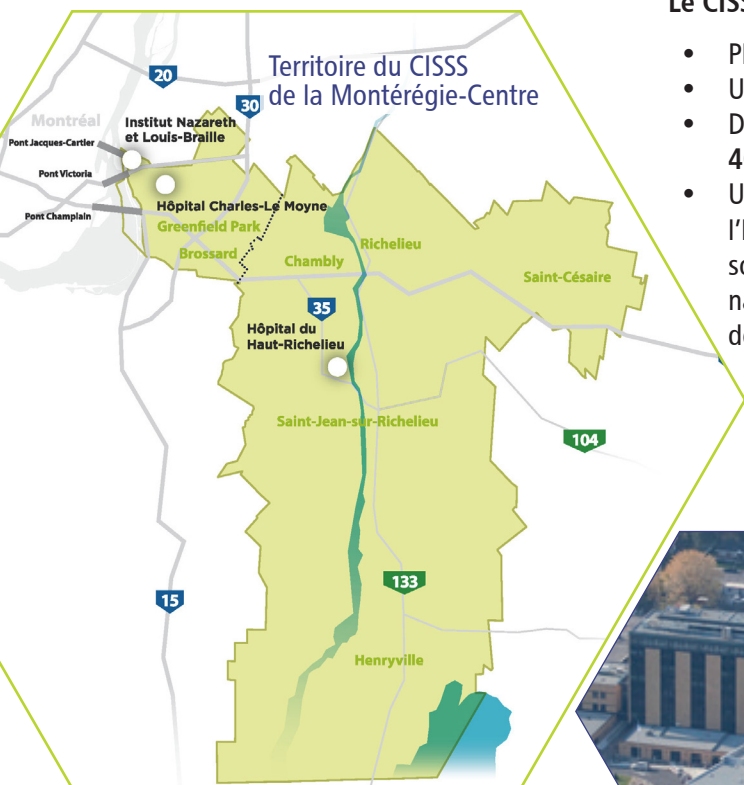 Territoire du CISSS
de la Montérégie-Centre
20
30
Montréal
Institut Nazareth
et Louis-Braille
Pont Jacques-Cartier
Pont Victoria
Pont Champlain
Hôpital Charles-Le Moyne
Greenfield Park
Brossard
Chambly
Richelieu
Saint-Césaire
35
Hôpital du
Haut-Richelieu
Saint-Jean-sur-Richelieu
104
133
15
Henryville
Le CISS
•
•
•
4
•
l'